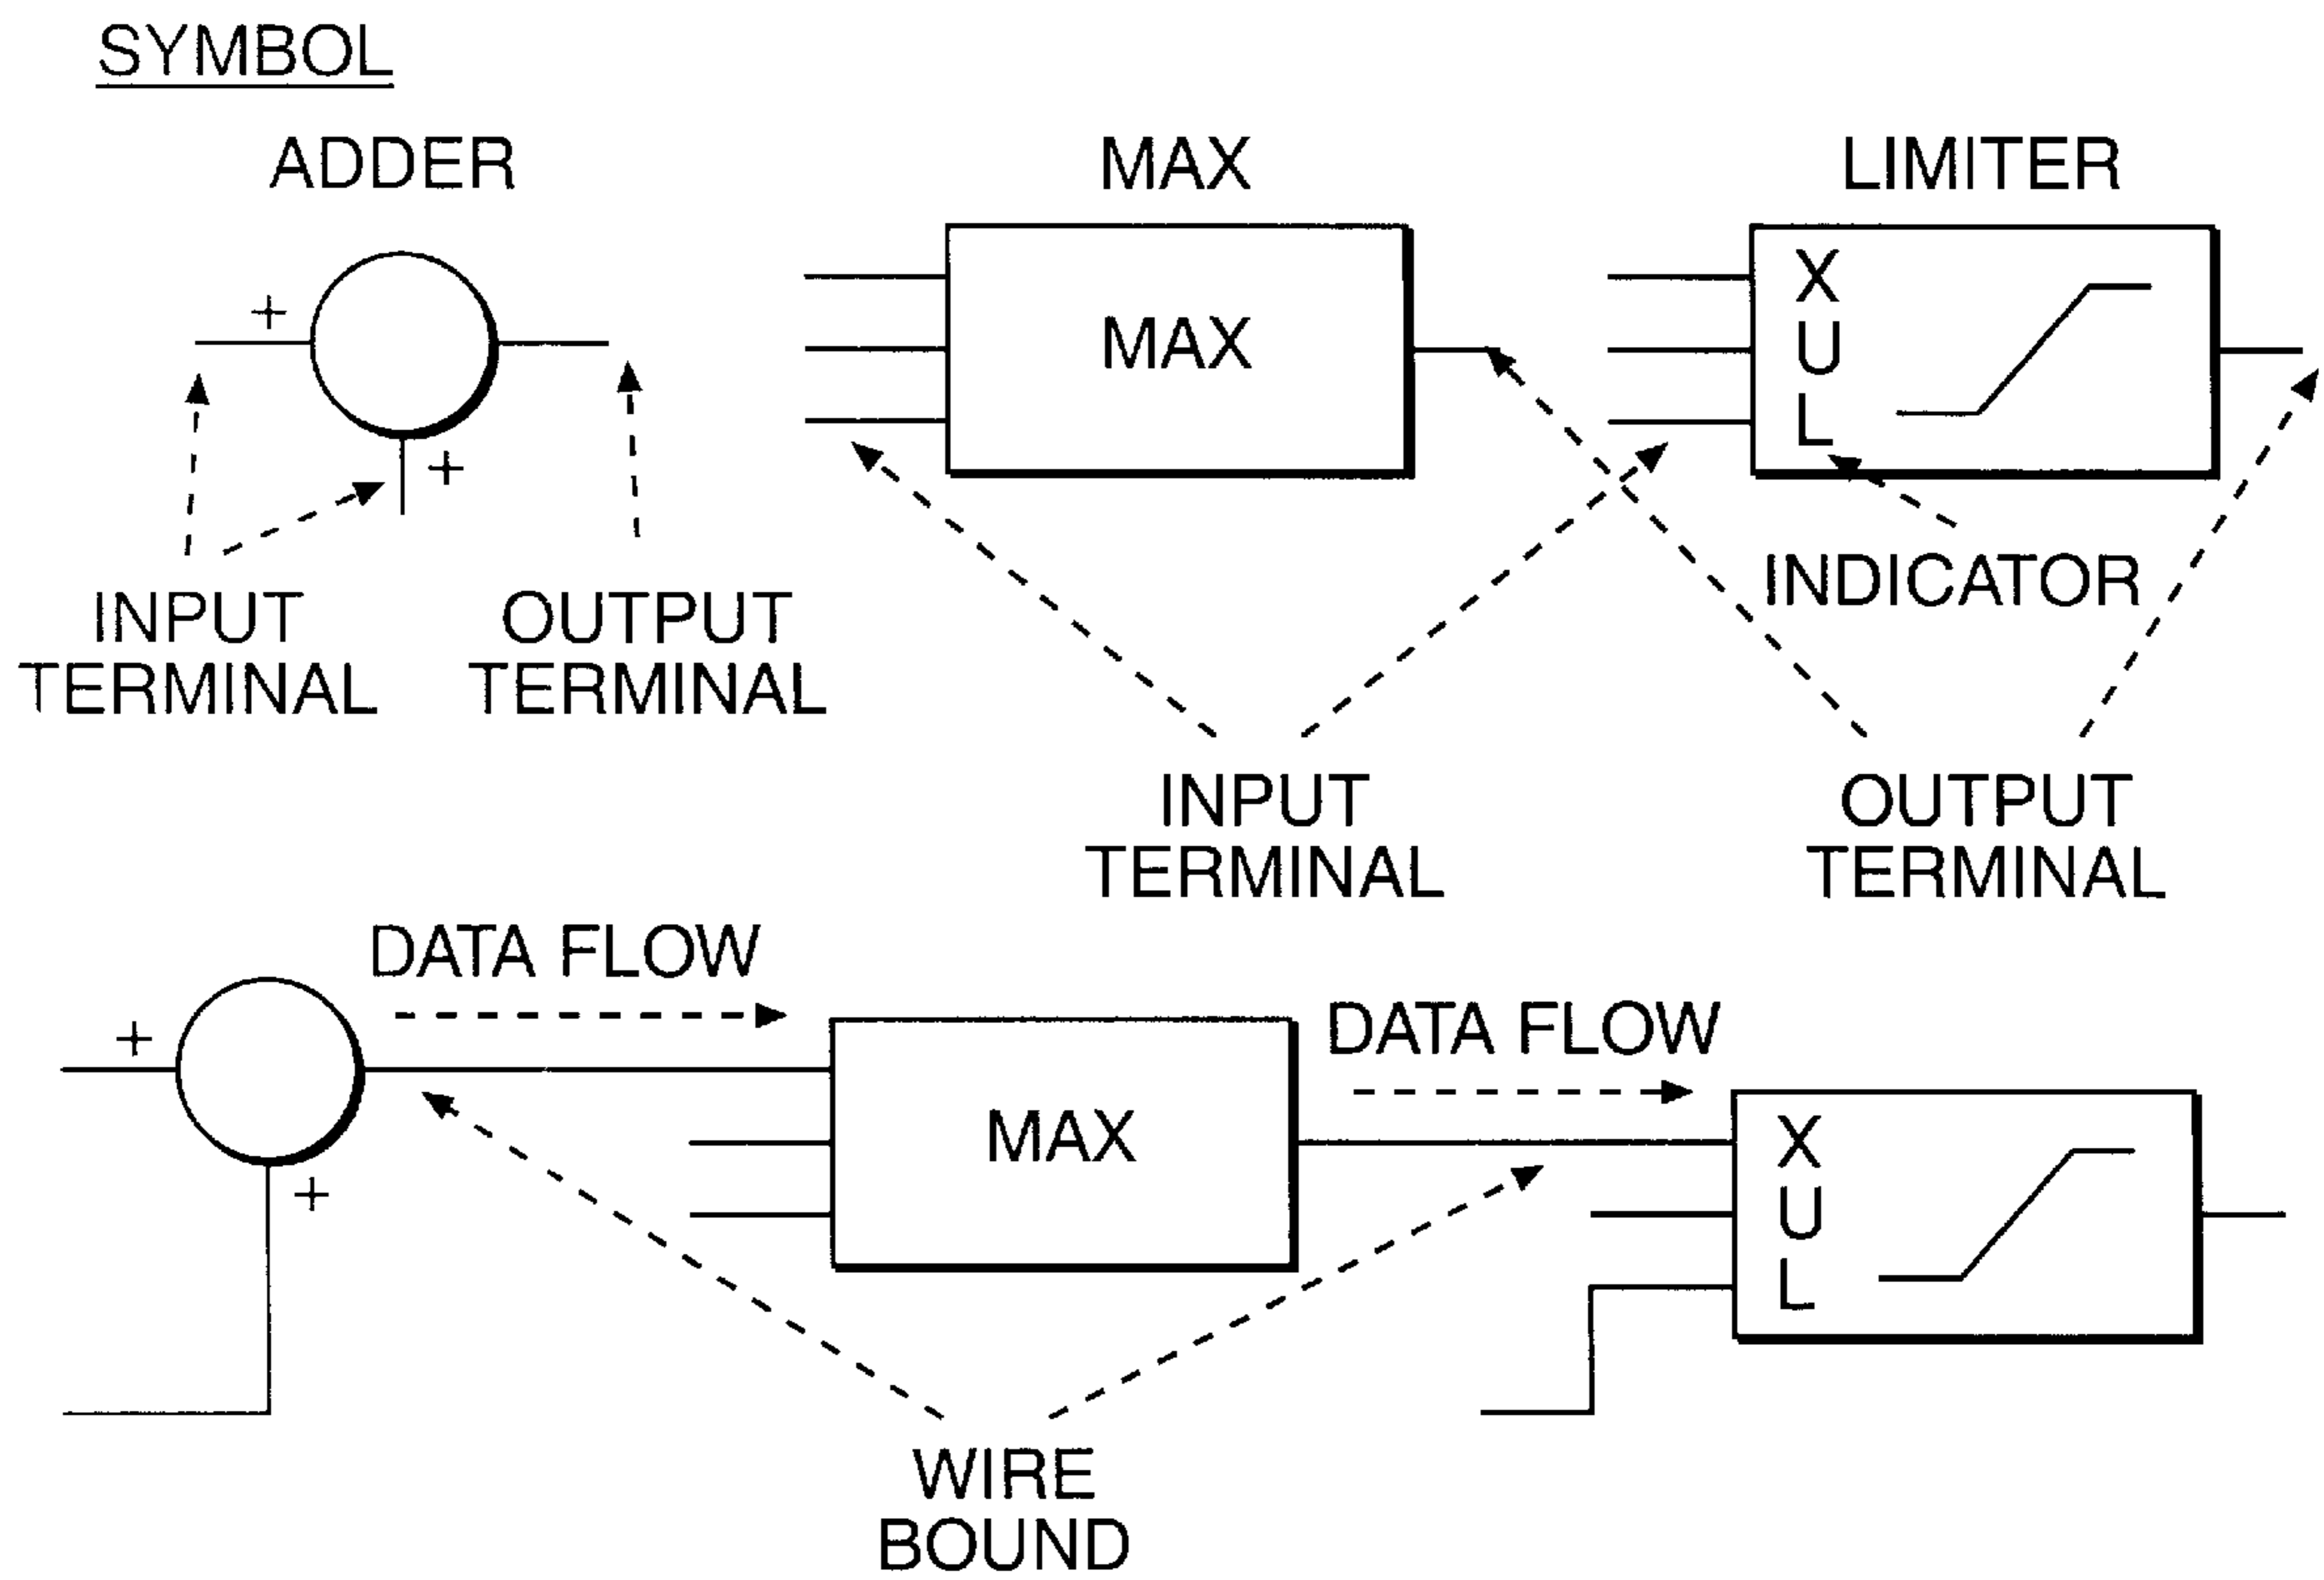 SYMBOL
ADDER
MAX
LIMITER
+
+
MAX
X
U
L
INPUT
TERMINAL
OUTPUT
TERMINAL
INDICATOR
INPUT
TERMINAL
OUTPUT
TERMINAL
DATA FLOW
DATA FLOW
+
+
MAX
X
U
L
WIRE
BOUND